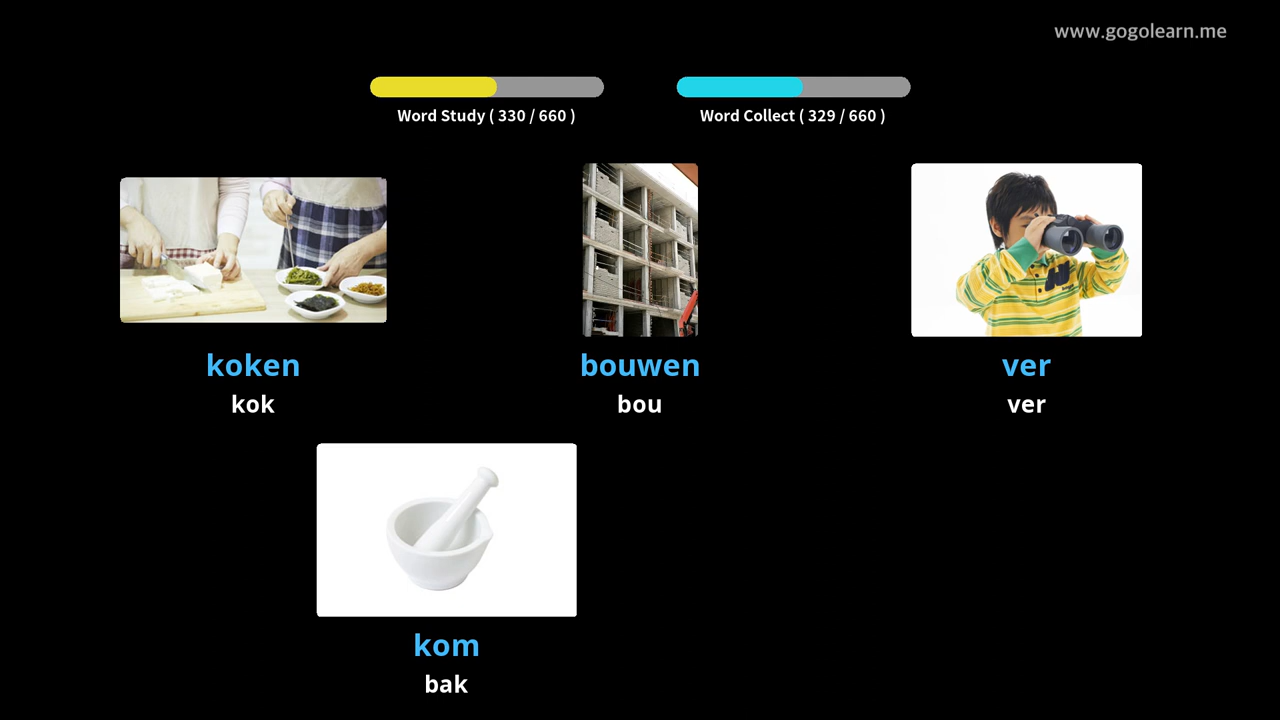 www.gogolearn.me
Word Study ( 330 / 660 )
Word Collect ( 329 / 660 )
koken
kok
bouwen
bou
ver
ver
kom
bak